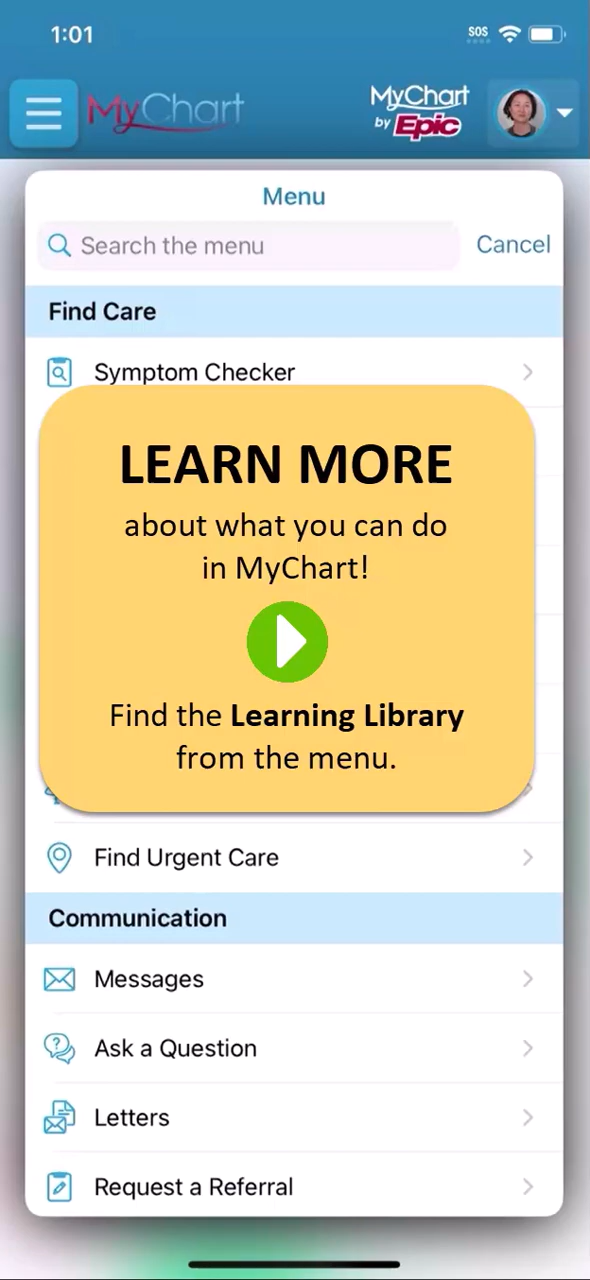 1:01
SOS
MyChart
MyChart
by Epic
Menu
Search the menu
Cancel
Find Care
Symptom Checker
LEARN MORE
about what you can do
in MyChart!
Find the Learning Library
from the menu.
Find Urgent Care
Communication
Messages
Ask a Question
Letters
Request a Referral